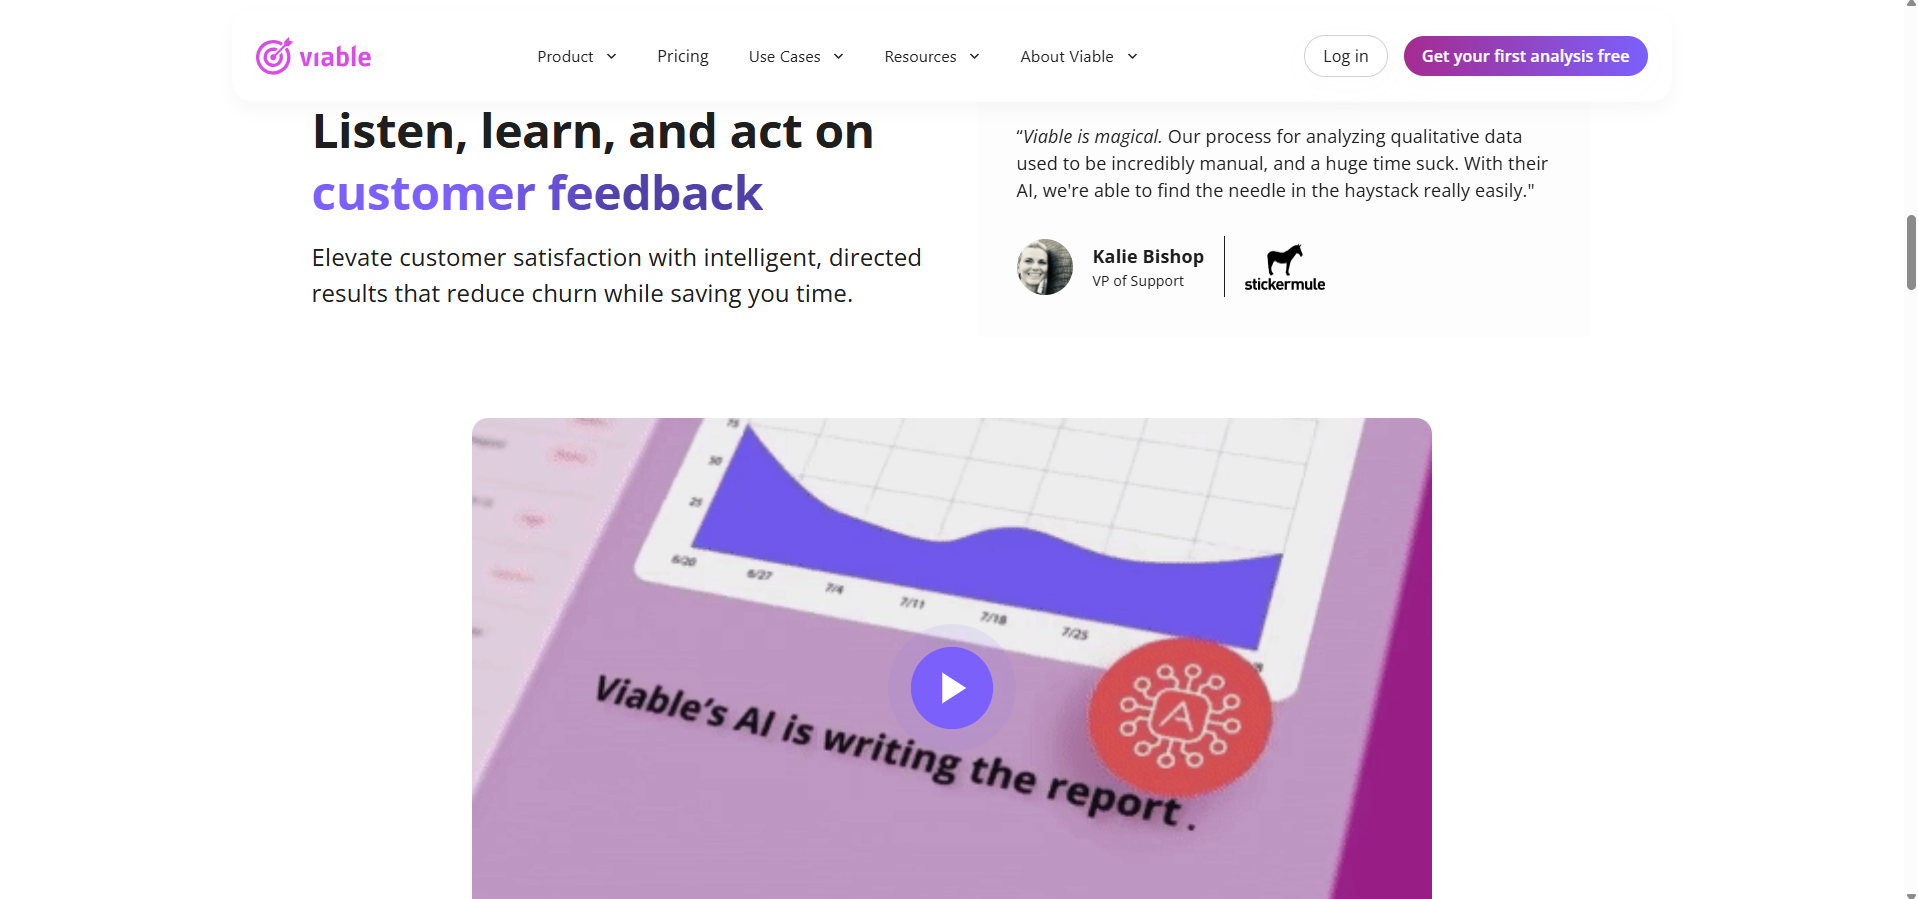 viable
Product
Pricing
Use Cases
Resources
About Viable
Log in
Get your first analysis free
Listen, learn, and act on
customer feedback
Elevate customer satisfaction with intelligent, directed
results that reduce churn while saving you time.
“Viable is magical. Our process for analyzing qualitative data
used to be incredibly manual, and a huge time suck. With their
AI, we're able to find the needle in the haystack really easily."
Kalie Bishop
VP of Support
stickermule
75
50
25
6/20
6/27
7/4
7/11
7/18
7/25
Viable’s AI is writing the report .